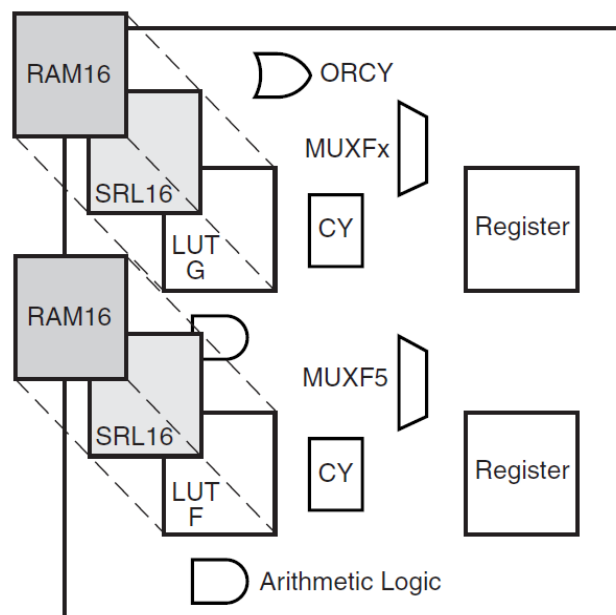 RAM16
ORCY
MUXFx
SRL16
LUT
G
CY
Register
RAM16
MUXF5
SRL16
LUT
F
CY
Register
Arithmetic Logic